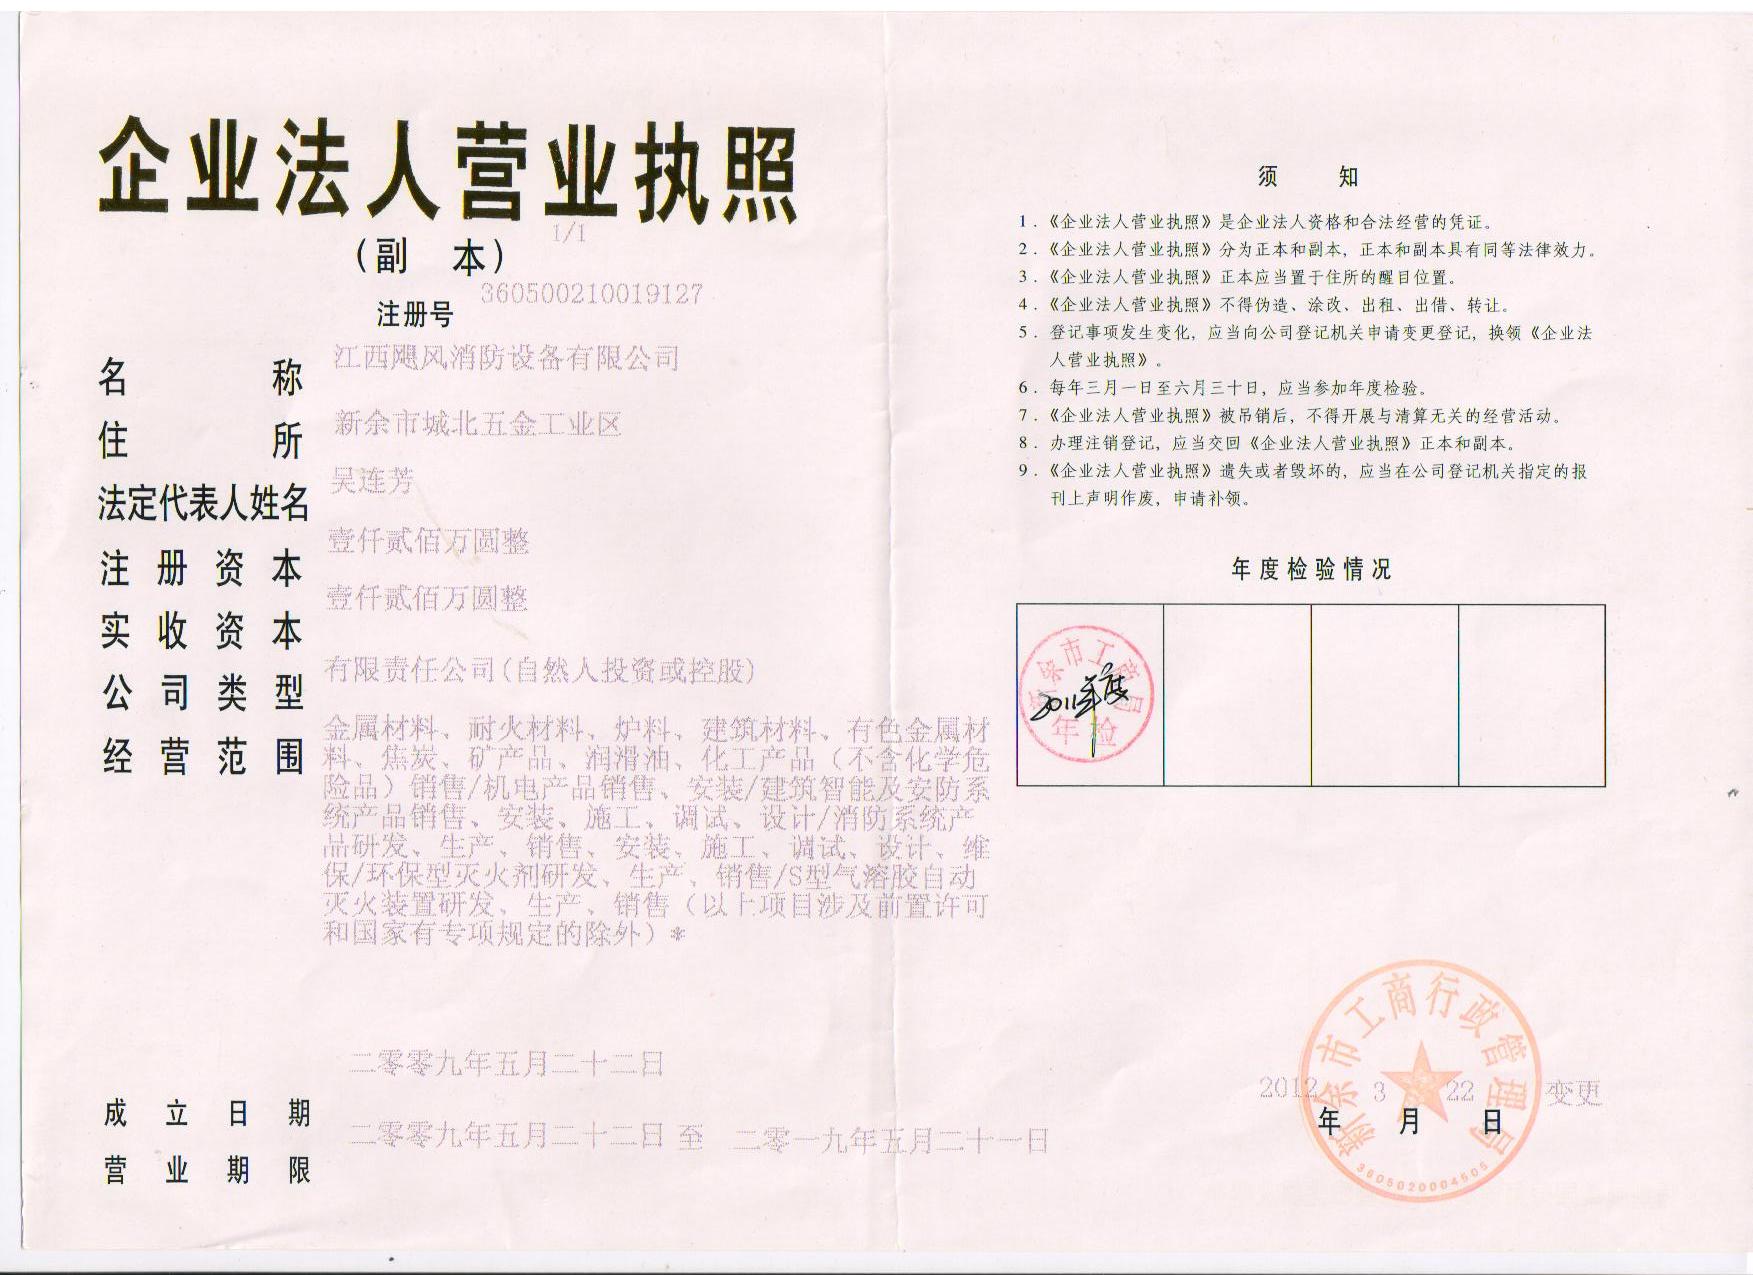 企业法人营业执照
(副 本) 1/1
注册号 360500210019127
名称 江西飓风消防设备有限公司
住所 新余市城北五金工业区
法定代表人姓名 吴连芳
注册资本 壹仟贰佰万圆整
实收资本 壹仟贰佰万圆整
公司类型 有限责任公司(自然人投资或控股)
经营范围 金属材料、耐火材料、炉料、建筑材料、有色金属材
料、焦炭、矿产品、润滑油、化工产品（不含化学危
险品）销售/机电产品销售、安装/建筑智能及安防系
统产品销售、安装、施工、调试、设计/消防系统产
品研发、生产、销售、安装、施工、调试、设计、维
保/环保型灭火剂研发、生产、销售/S型气溶胶自动
灭火装置研发、生产、销售（以上项目涉及前置许可
和国家有专项规定的除外）*
成立日期 二零零九年五月二十二日
营业期限 二零零九年五月二十二日 至 二零一九年五月二十一日
须 知
1．《企业法人营业执照》是企业法人资格和合法经营的凭证。
2．《企业法人营业执照》分为正本和副本，正本和副本具有同等法律效力。
3．《企业法人营业执照》正本应当置于住所的醒目位置。
4．《企业法人营业执照》不得伪造、涂改、出租、出借、转让。
5．登记事项发生变化，应当向公司登记机关申请变更登记，换领《企业法
人营业执照》。
6．每年三月一日至六月三十日，应当参加年度检验。
7．《企业法人营业执照》被吊销后，不得开展与清算无关的经营活动。
8．办理注销登记，应当交回《企业法人营业执照》正本和副本。
9．《企业法人营业执照》遗失或者毁坏的，应当在公司登记机关指定的报
刊上声明作废，申请补领。
年度检验情况
新余市工商局
2011年度
年检
新余市工商行政管理局
2012年3月22日 变更
3605020004505